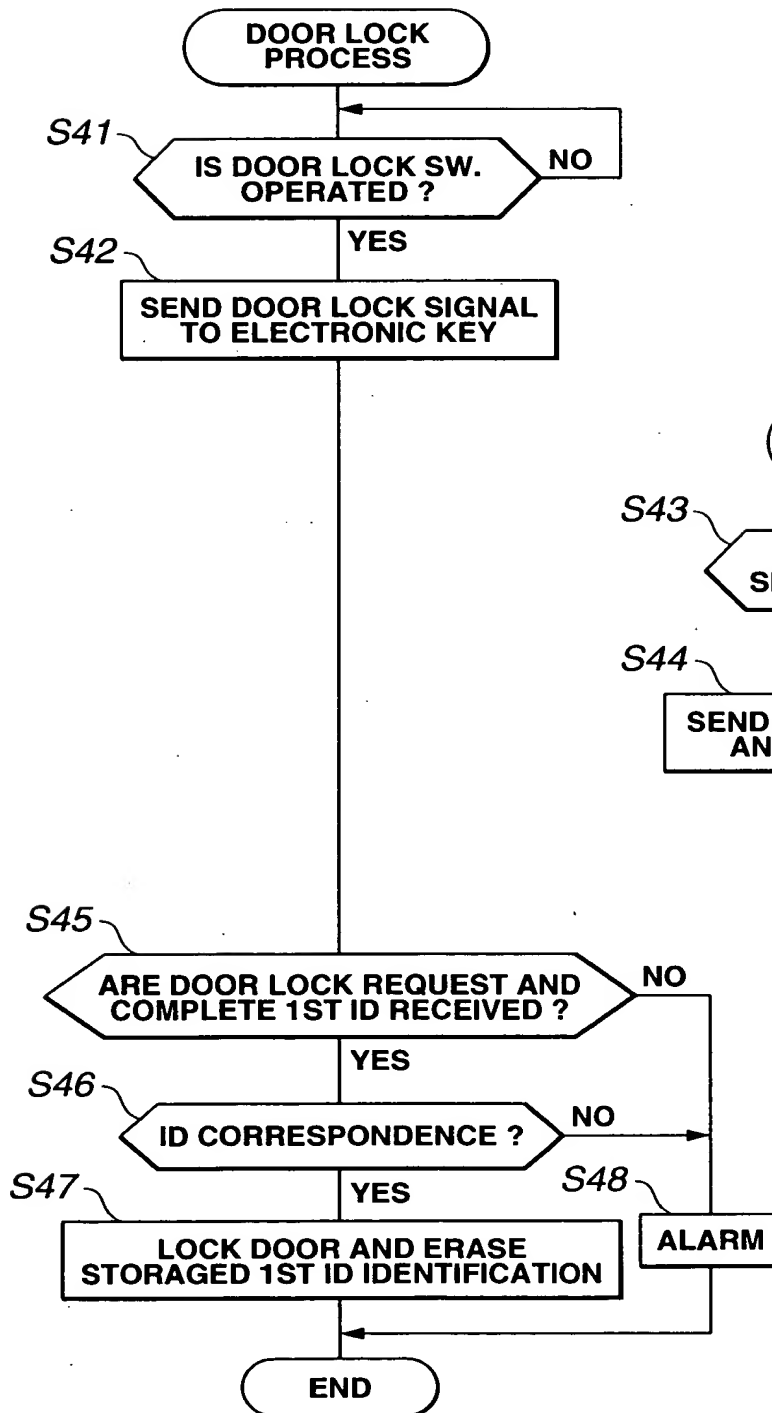 DOOR LOCK
PROCESS
S41
IS DOOR LOCK SW.
OPERATED ?
NO
YES
S42
SEND DOOR LOCK SIGNAL
TO ELECTRONIC KEY
S43
S44
SEND
AN
S45
ARE DOOR LOCK REQUEST AND
COMPLETE 1ST ID RECEIVED ?
NO
YES
S46
ID CORRESPONDENCE ?
NO
YES
S47
LOCK DOOR AND ERASE
STORAGED 1ST ID IDENTIFICATION
S48
ALARM
END